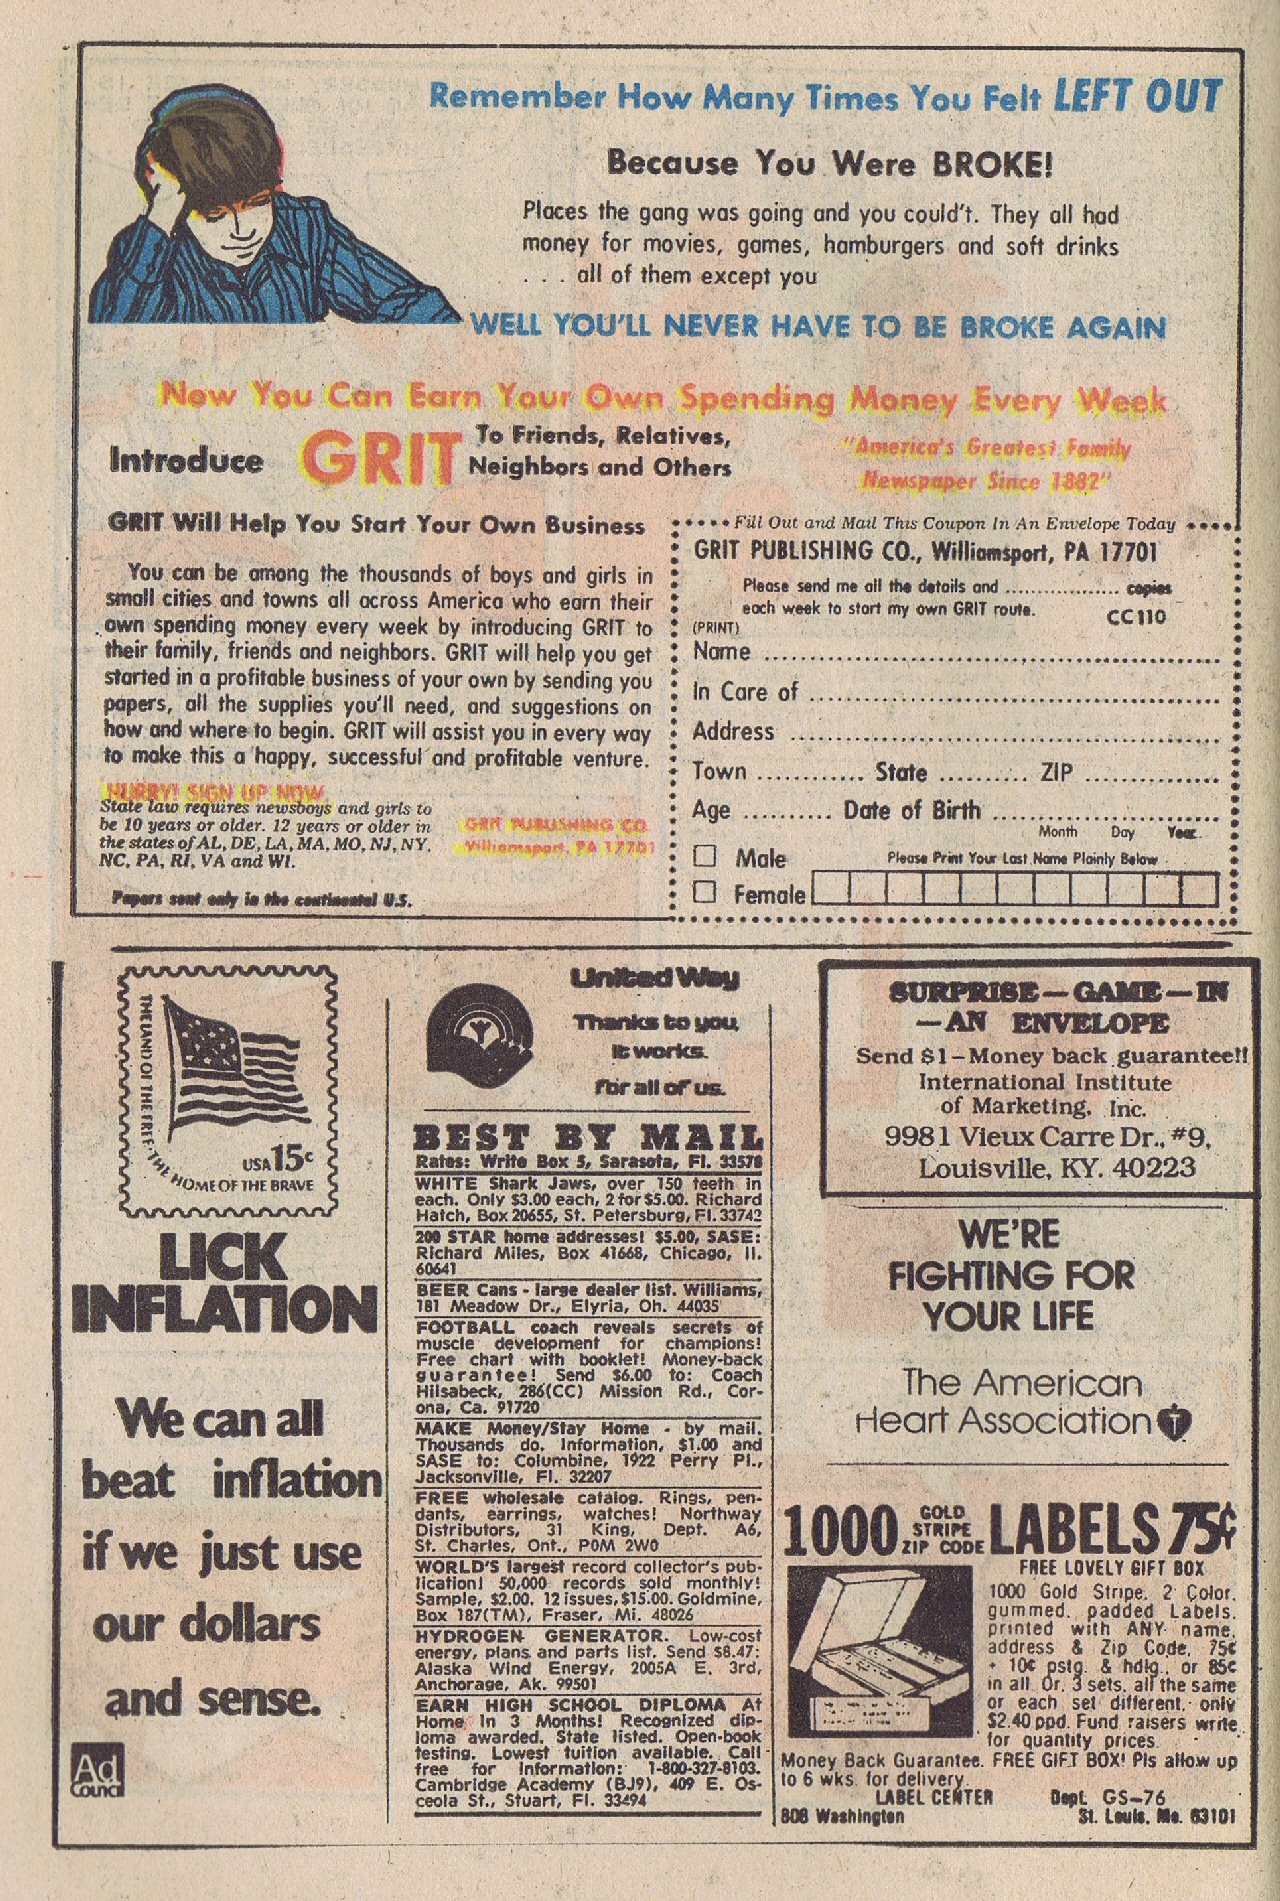 Remember How Many Times You Felt LEFT OUT
Because You Were BROKE!
Places the gang was going and you could't. They all had
money for movies, games, hamburgers and soft drinks
. . . all of them except you
WELL YOU'LL NEVER HAVE TO BE BROKE AGAIN
Now You Can Earn Your Own Spending Money Every Week
Introduce GRIT To Friends, Relatives,
Neighbors and Others
"America's Greatest Family
Newspaper Since 1882"
GRIT Will Help You Start Your Own Business
You can be among the thousands of boys and girls in
small cities and towns all across America who earn their
own spending money every week by introducing GRIT to
their family, friends and neighbors. GRIT will help you get
started in a profitable business of your own by sending you
papers, all the supplies you'll need, and suggestions on
how and where to begin. GRIT will assist you in every way
to make this a happy, successful and profitable venture.
HURRY! SIGN UP NOW.
State law requires newsboys and girls to
be 10 years or older. 12 years or older in
the states of AL, DE, LA, MA, MO, NJ, NY,
NC, PA, RI, VA and WI.
GRIT PUBLISHING CO.
Williamsport, PA 17701
Papers sent only in the continental U.S.
Fill Out and Mail This Coupon In An Envelope Today
GRIT PUBLISHING CO., Williamsport, PA 17701
Please send me all the details and .................. copies
each week to start my own GRIT route. CC110
(PRINT)
Name
In Care of
Address
Town ............ State .......... ZIP
Age .......... Date of Birth
Month Day Year
Male Please Print Your Last Name Plainly Below
Female
THE LAND OF THE FREE · THE HOME OF THE BRAVE
USA 15c
LICK
INFLATION
We can all
beat inflation
if we just use
our dollars
and sense.
Ad
Council
United Way
Thanks to you,
it works.
for all of us.
BEST BY MAIL
Rates: Write Box 5, Sarasota, Fl. 33578
WHITE Shark Jaws, over 150 teeth in
each. Only $3.00 each, 2 for $5.00. Richard
Hatch, Box 20655, St. Petersburg, Fl. 33742
200 STAR home addresses! $5.00, SASE:
Richard Miles, Box 41668, Chicago, Il.
60641
BEER Cans - large dealer list. Williams,
181 Meadow Dr., Elyria, Oh. 44035
FOOTBALL coach reveals secrets of
muscle development for champions!
Free chart with booklet! Money-back
guarantee! Send $6.00 to: Coach
Hilsabeck, 286(CC) Mission Rd., Cor-
ona, Ca. 91720
MAKE Money/Stay Home - by mail.
Thousands do. Information, $1.00 and
SASE to: Columbine, 1922 Perry Pl.,
Jacksonville, Fl. 32207
FREE wholesale catalog. Rings, pen-
dants, earrings, watches! Northway
Distributors, 31 King, Dept. A6,
St. Charles, Ont., P0M 2W0
WORLD'S largest record collector's pub-
lication! 50,000 records sold monthly!
Sample, $2.00. 12 issues, $15.00. Goldmine,
Box 187(TM), Fraser, Mi. 48026
HYDROGEN GENERATOR. Low-cost
energy, plans and parts list. Send $8.47:
Alaska Wind Energy, 2005A E. 3rd,
Anchorage, Ak. 99501
EARN HIGH SCHOOL DIPLOMA At
Home In 3 Months! Recognized dip-
loma awarded. State listed. Open-book
testing. Lowest tuition available. Call
free for Information: 1-800-327-8103.
Cambridge Academy (BJ9), 409 E. Os-
ceola St., Stuart, Fl. 33494
SURPRISE—GAME—IN
—AN ENVELOPE
Send $1–Money back guarantee!!
International Institute
of Marketing, Inc.
9981 Vieux Carre Dr., #9,
Louisville, KY. 40223
WE'RE
FIGHTING FOR
YOUR LIFE
The American
Heart Association
1000 GOLD STRIPE ZIP CODE LABELS 75¢
FREE LOVELY GIFT BOX
1000 Gold Stripe, 2 Color,
gummed, padded Labels,
printed with ANY name,
address & Zip Code, 75¢
+ 10¢ pstg. & hdlg., or 85¢
in all. Or, 3 sets, all the same
or each set different, only
$2.40 ppd. Fund raisers write
for quantity prices.
Money Back Guarantee. FREE GIFT BOX! Pls allow up
to 6 wks. for delivery.
LABEL CENTER Dept. GS-76
808 Washington St. Louis, Mo. 63101